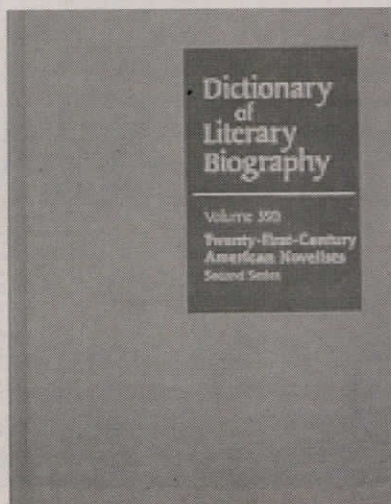 Dictionary
of
Literary
Biography
Volume 350
Twenty-First-Century
American Novelists
Second Series